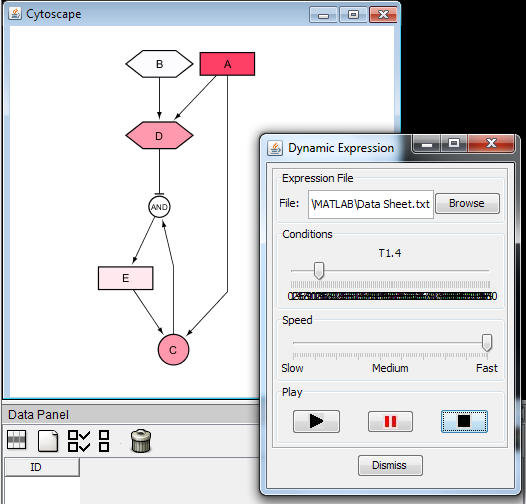 Cytoscape
B
A
D
AND
E
C
Data Panel
ID
Dynamic Expression
Expression File
File:
\MATLAB\Data Sheet.txt
Browse
Conditions
T1.4
Speed
Slow
Medium
Fast
Play
Dismiss